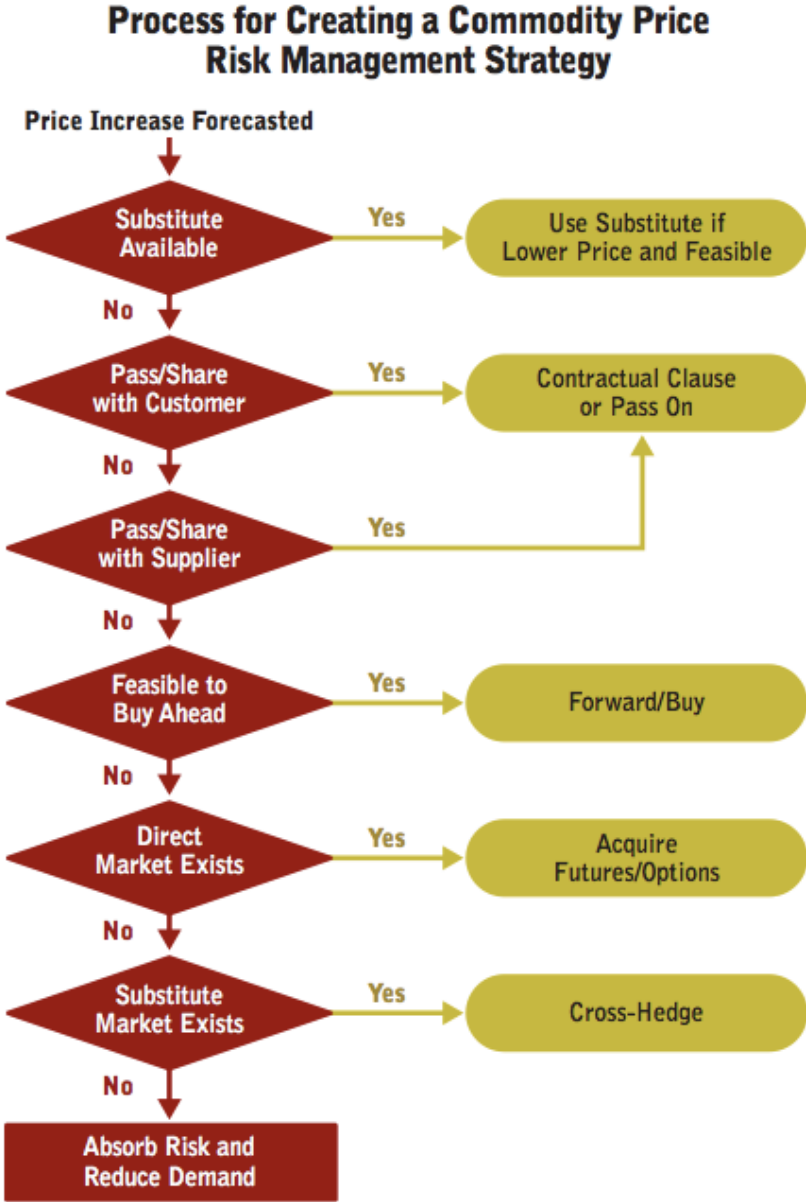 Process for Creating a Commodity Price
Risk Management Strategy
Price Increase Forecasted
Substitute
Available
Yes
Use Substitute if
Lower Price and Feasible
No
Pass/Share
with Customer
Yes
Contractual Clause
or Pass On
No
Pass/Share
with Supplier
Yes
No
Feasible to
Buy Ahead
Yes
Forward/Buy
No
Direct
Market Exists
Yes
Acquire
Futures/Options
No
Substitute
Market Exists
Yes
Cross-Hedge
No
Absorb Risk and
Reduce Demand